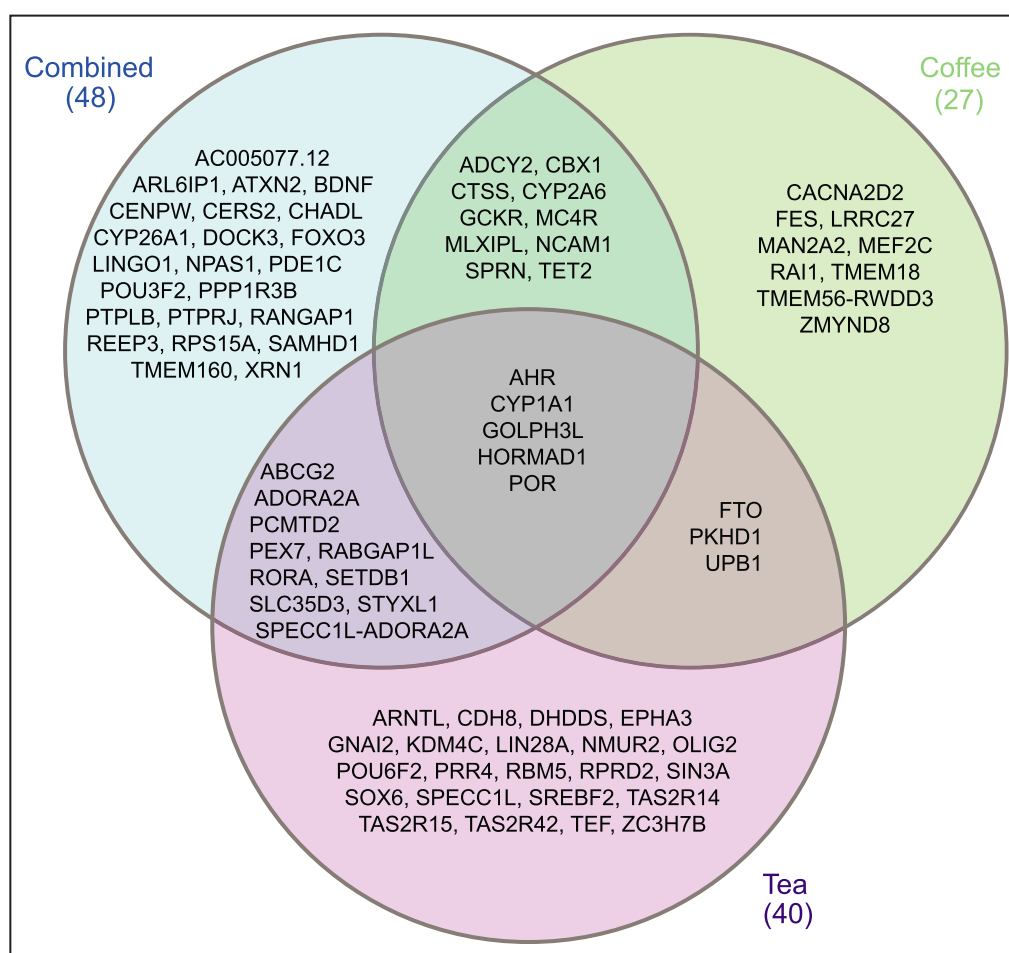 Combined
(48)
Coffee
(27)
AC005077.12
ARL6IP1, ATXN2, BDNF
CENPW, CERS2, CHADL
CYP26A1, DOCK3, FOXO3
LINGO1, NPAS1, PDE1C
POU3F2, PPP1R3B
PTPLB, PTPRJ, RANGAP1
REEP3, RPS15A, SAMHD1
TMEM160, XRN1
ADCY2, CBX1
CTSS, CYP2A6
GCKR, MC4R
MLXIPL, NCAM1
SPRN, TET2
CACNA2D2
FES, LRRC27
MAN2A2, MEF2C
RAI1, TMEM18
TMEM56-RWDD3
ZMYND8
AHR
CYP1A1
GOLPH3L
HORMAD1
POR
ABCG2
ADORA2A
PCMTD2
PEX7, RABGAP1L
RORA, SETDB1
SLC35D3, STYXL1
SPECC1L-ADORA2A
FTO
PKHD1
UPB1
ARNTL, CDH8, DHDDS, EPHA3
GNAI2, KDM4C, LIN28A, NMUR2, OLIG2
POU6F2, PRR4, RBM5, RPRD2, SIN3A
SOX6, SPECC1L, SREBF2, TAS2R14
TAS2R15, TAS2R42, TEF, ZC3H7B
Tea
(40)